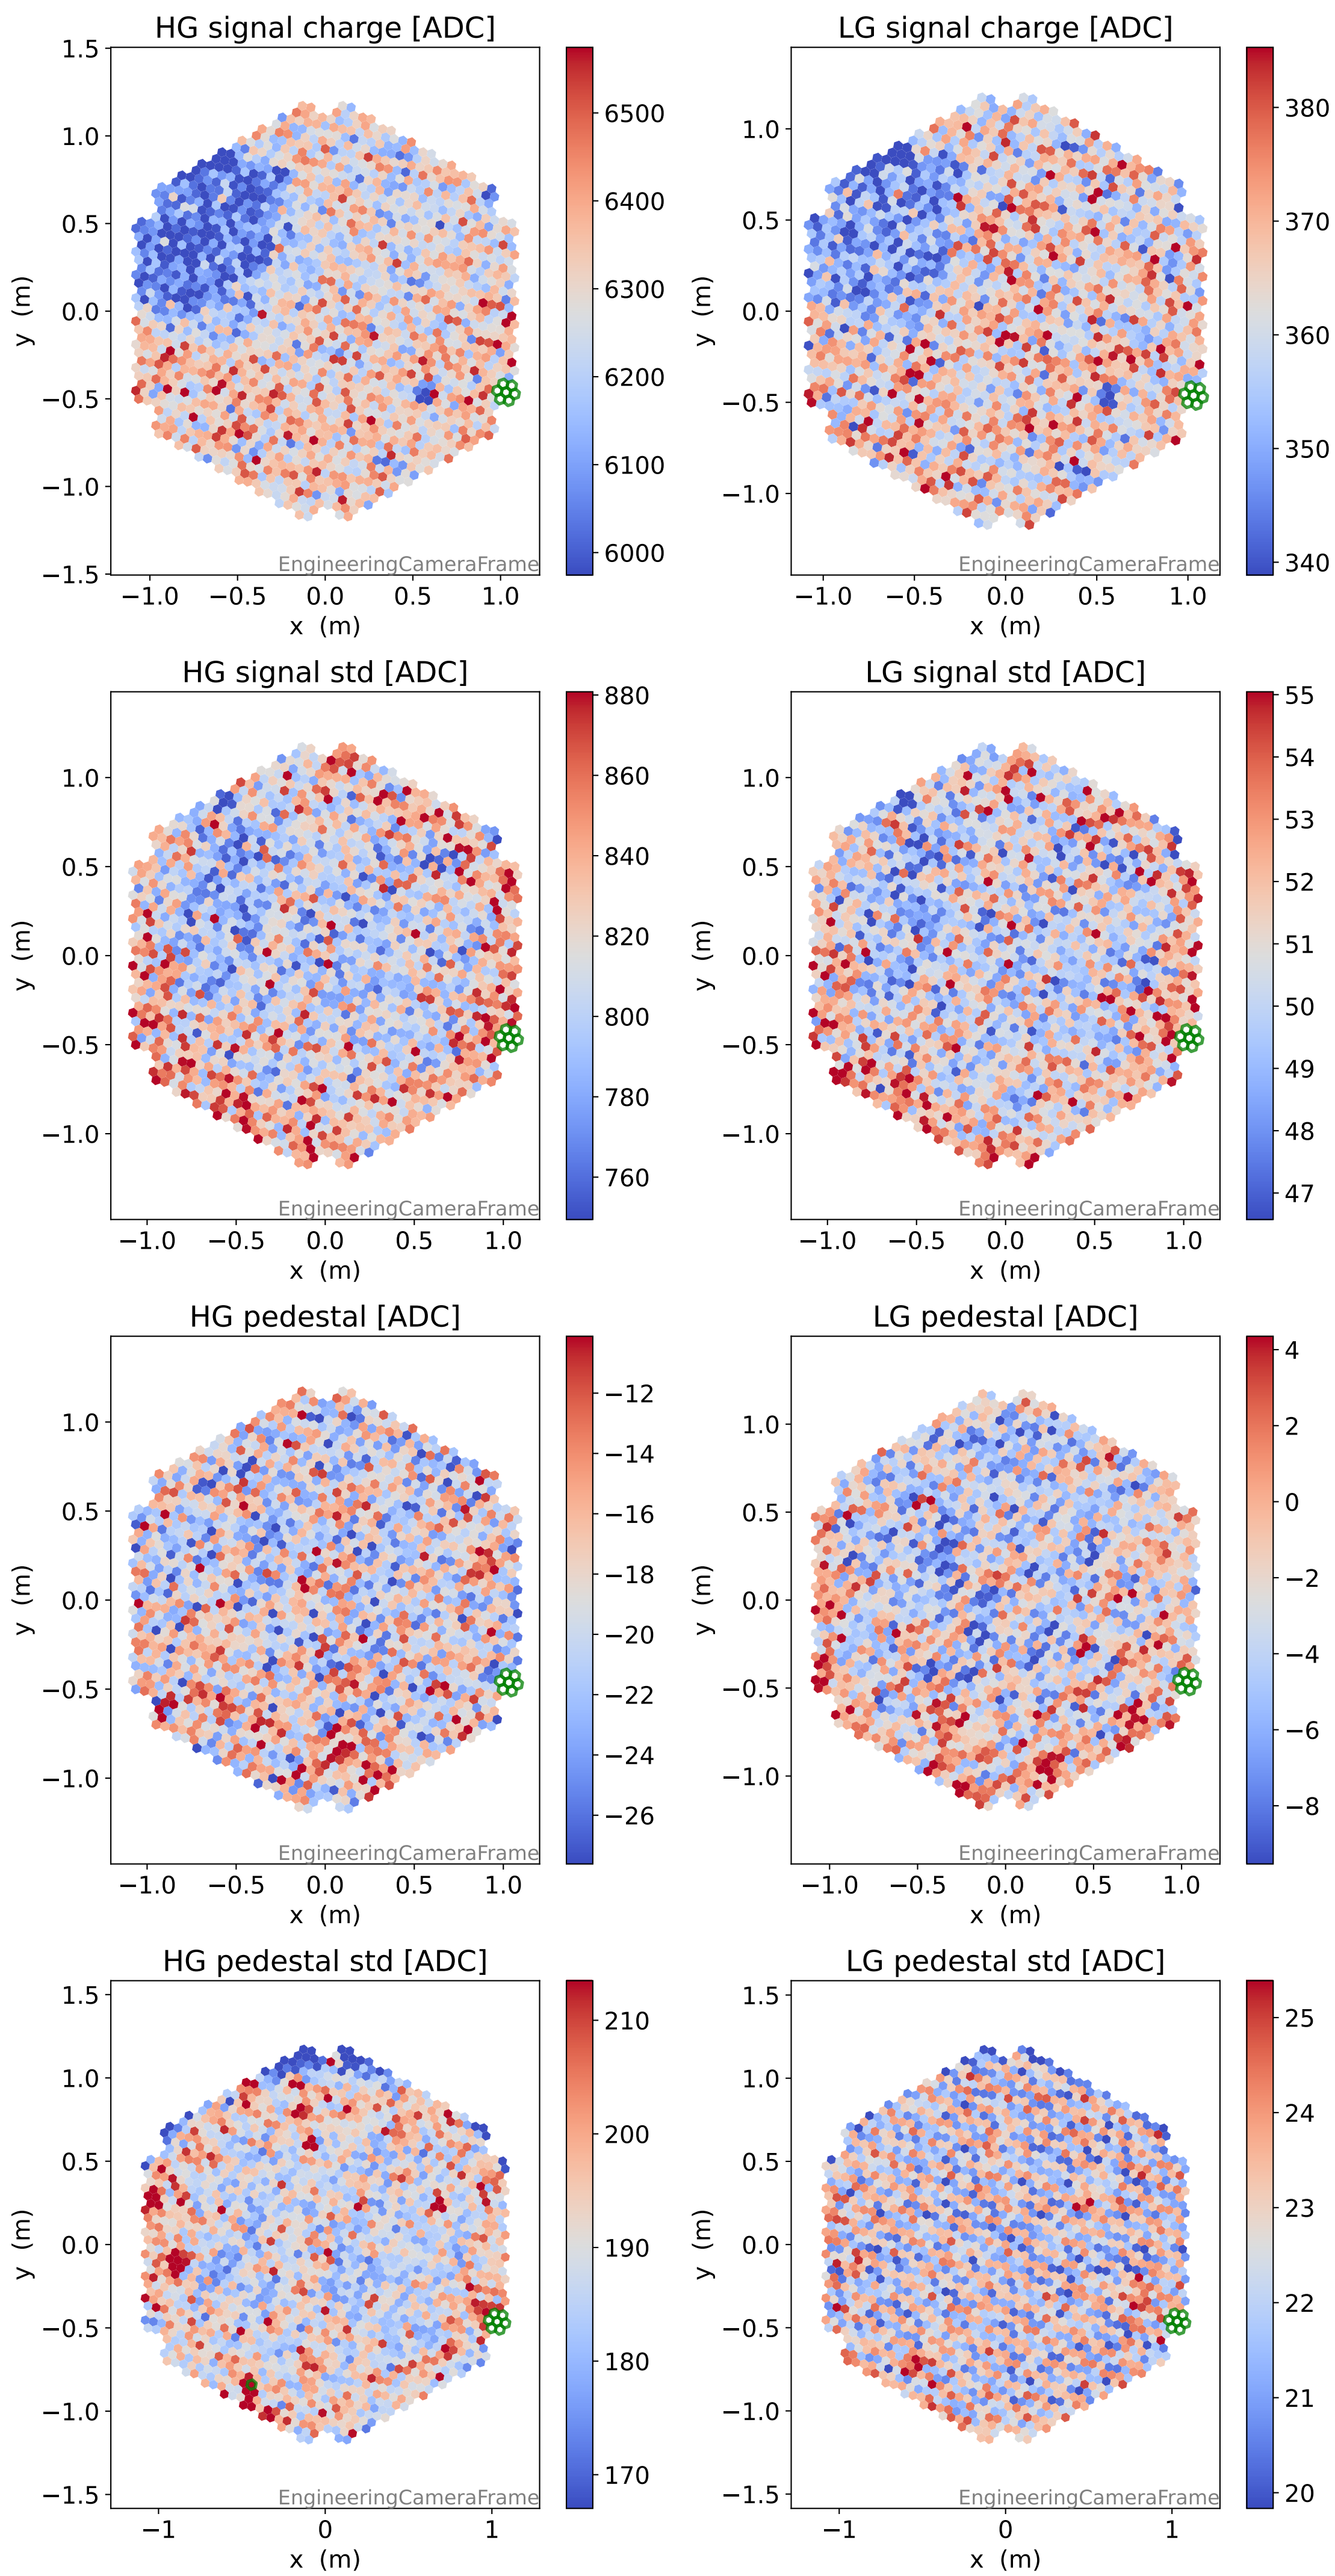 HG signal charge [ADC]
LG signal charge [ADC]
1.5
1.0
0.5
0.0
−0.5
−1.0
−1.5
y (m)
−1.0 −0.5 0.0 0.5 1.0
x (m)
EngineeringCameraFrame
6500
6400
6300
6200
6100
6000
1.0
0.5
0.0
−0.5
−1.0
y (m)
−1.0 −0.5 0.0 0.5 1.0
x (m)
EngineeringCameraFrame
380
370
360
350
340
HG signal std [ADC]
LG signal std [ADC]
1.0
0.5
0.0
−0.5
−1.0
y (m)
−1.0 −0.5 0.0 0.5 1.0
x (m)
EngineeringCameraFrame
880
860
840
820
800
780
760
1.0
0.5
0.0
−0.5
−1.0
y (m)
−1.0 −0.5 0.0 0.5 1.0
x (m)
EngineeringCameraFrame
55
54
53
52
51
50
49
48
47
HG pedestal [ADC]
LG pedestal [ADC]
1.0
0.5
0.0
−0.5
−1.0
y (m)
−1.0 −0.5 0.0 0.5 1.0
x (m)
EngineeringCameraFrame
−12
−14
−16
−18
−20
−22
−24
−26
1.0
0.5
0.0
−0.5
−1.0
y (m)
−1.0 −0.5 0.0 0.5 1.0
x (m)
EngineeringCameraFrame
4
2
0
−2
−4
−6
−8
HG pedestal std [ADC]
LG pedestal std [ADC]
1.5
1.0
0.5
0.0
−0.5
−1.0
−1.5
y (m)
−1 0 1
x (m)
EngineeringCameraFrame
210
200
190
180
170
1.5
1.0
0.5
0.0
−0.5
−1.0
−1.5
y (m)
−1 0 1
x (m)
EngineeringCameraFrame
25
24
23
22
21
20